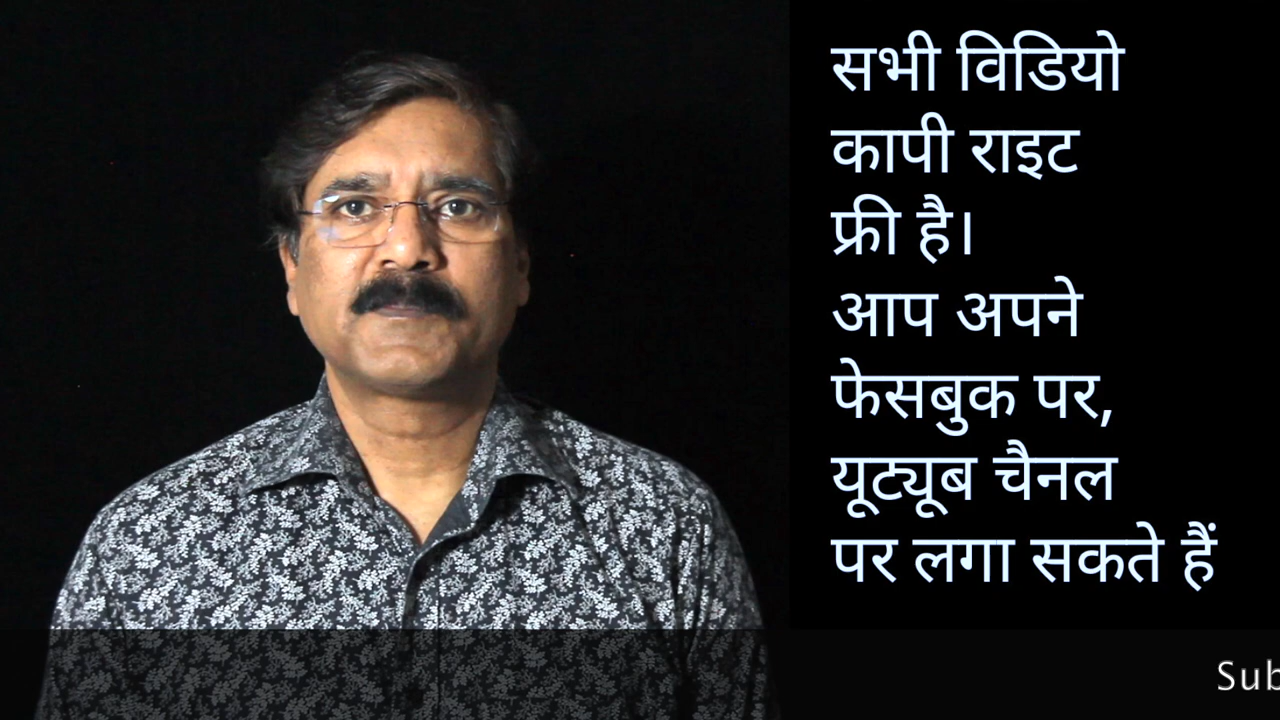 सभी विडियो
कापी राइट
फ्री है।
आप अपने
फेसबुक पर,
यूट्यूब चैनल
पर लगा सकते हैं
Sub